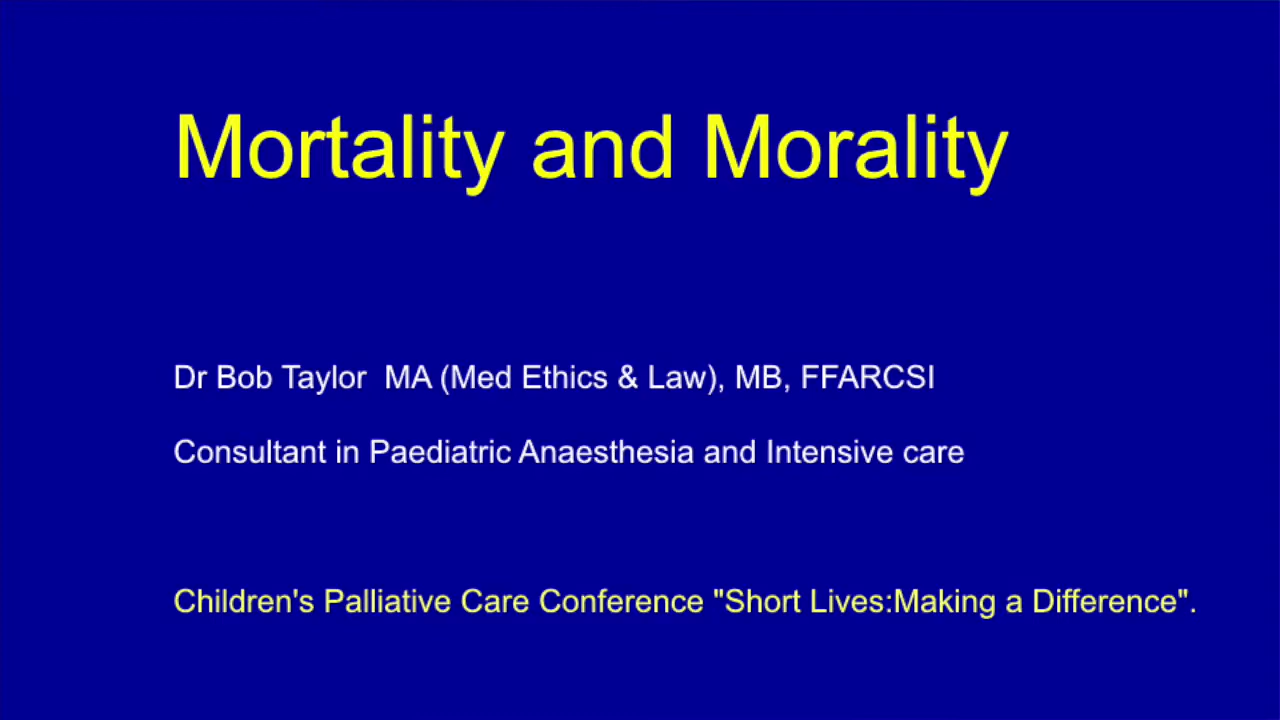 Mortality and Morality
Dr Bob Taylor  MA (Med Ethics & Law), MB, FFARCSI
Consultant in Paediatric Anaesthesia and Intensive care
Children's Palliative Care Conference "Short Lives:Making a Difference".